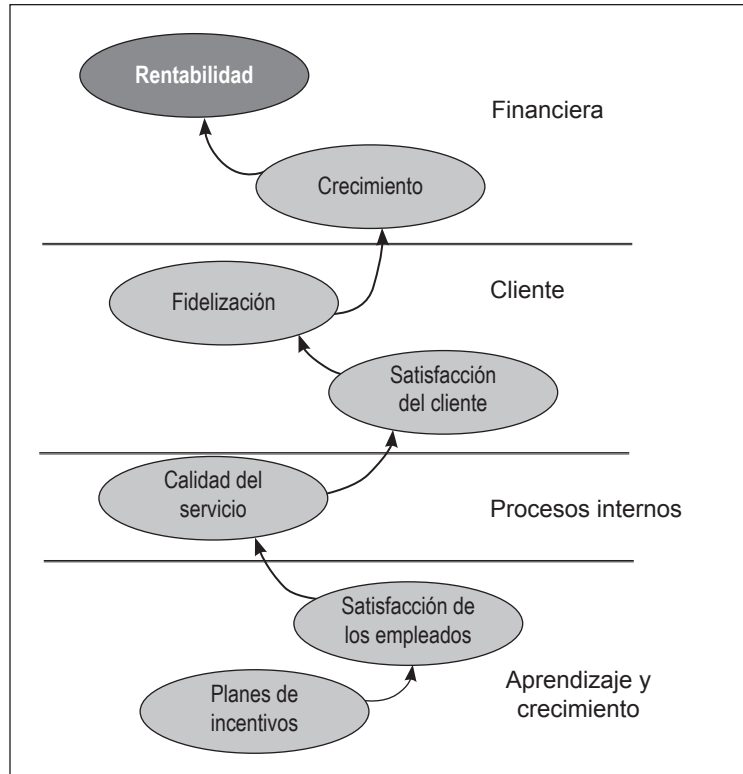 Rentabilidad
Financiera
Crecimiento
Fidelización
Cliente
Satisfacción
del cliente
Calidad del
servicio
Procesos internos
Satisfacción de
los empleados
Planes de
incentivos
Aprendizaje y
crecimiento